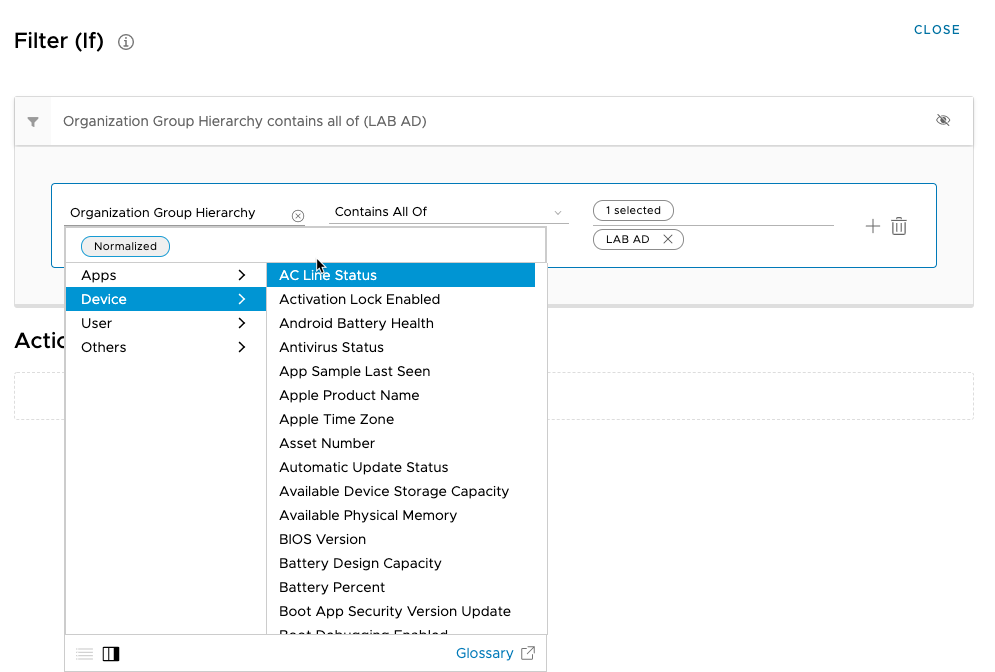 Filter (If)
CLOSE
Organization Group Hierarchy contains all of (LAB AD)
Organization Group Hierarchy
Contains All Of
1 selected
LAB AD
Normalized
Apps
Device
User
Others
AC Line Status
Activation Lock Enabled
Android Battery Health
Antivirus Status
App Sample Last Seen
Apple Product Name
Apple Time Zone
Asset Number
Automatic Update Status
Available Device Storage Capacity
Available Physical Memory
BIOS Version
Battery Design Capacity
Battery Percent
Boot App Security Version Update
Boot Debugging Enabled
Actio
Glossary